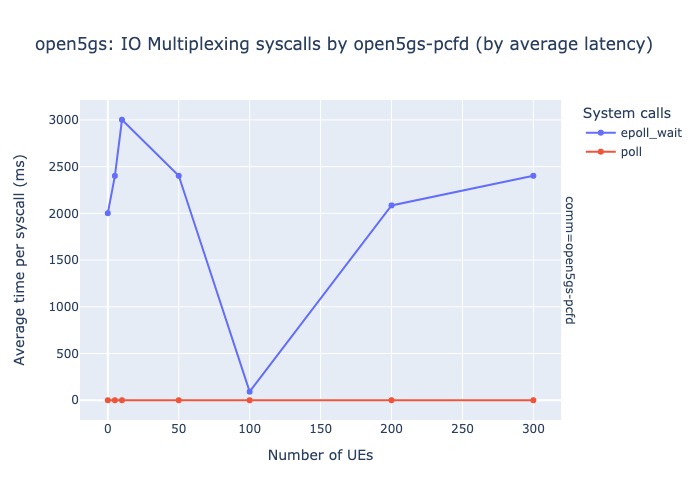 open5gs: IO Multiplexing syscalls by open5gs-pcfd (by average latency)
System calls
epoll_wait
poll
comm=open5gs-pcfd
Average time per syscall (ms)
3000
2500
2000
1500
1000
500
0
0 50 100 150 200 250 300
Number of UEs